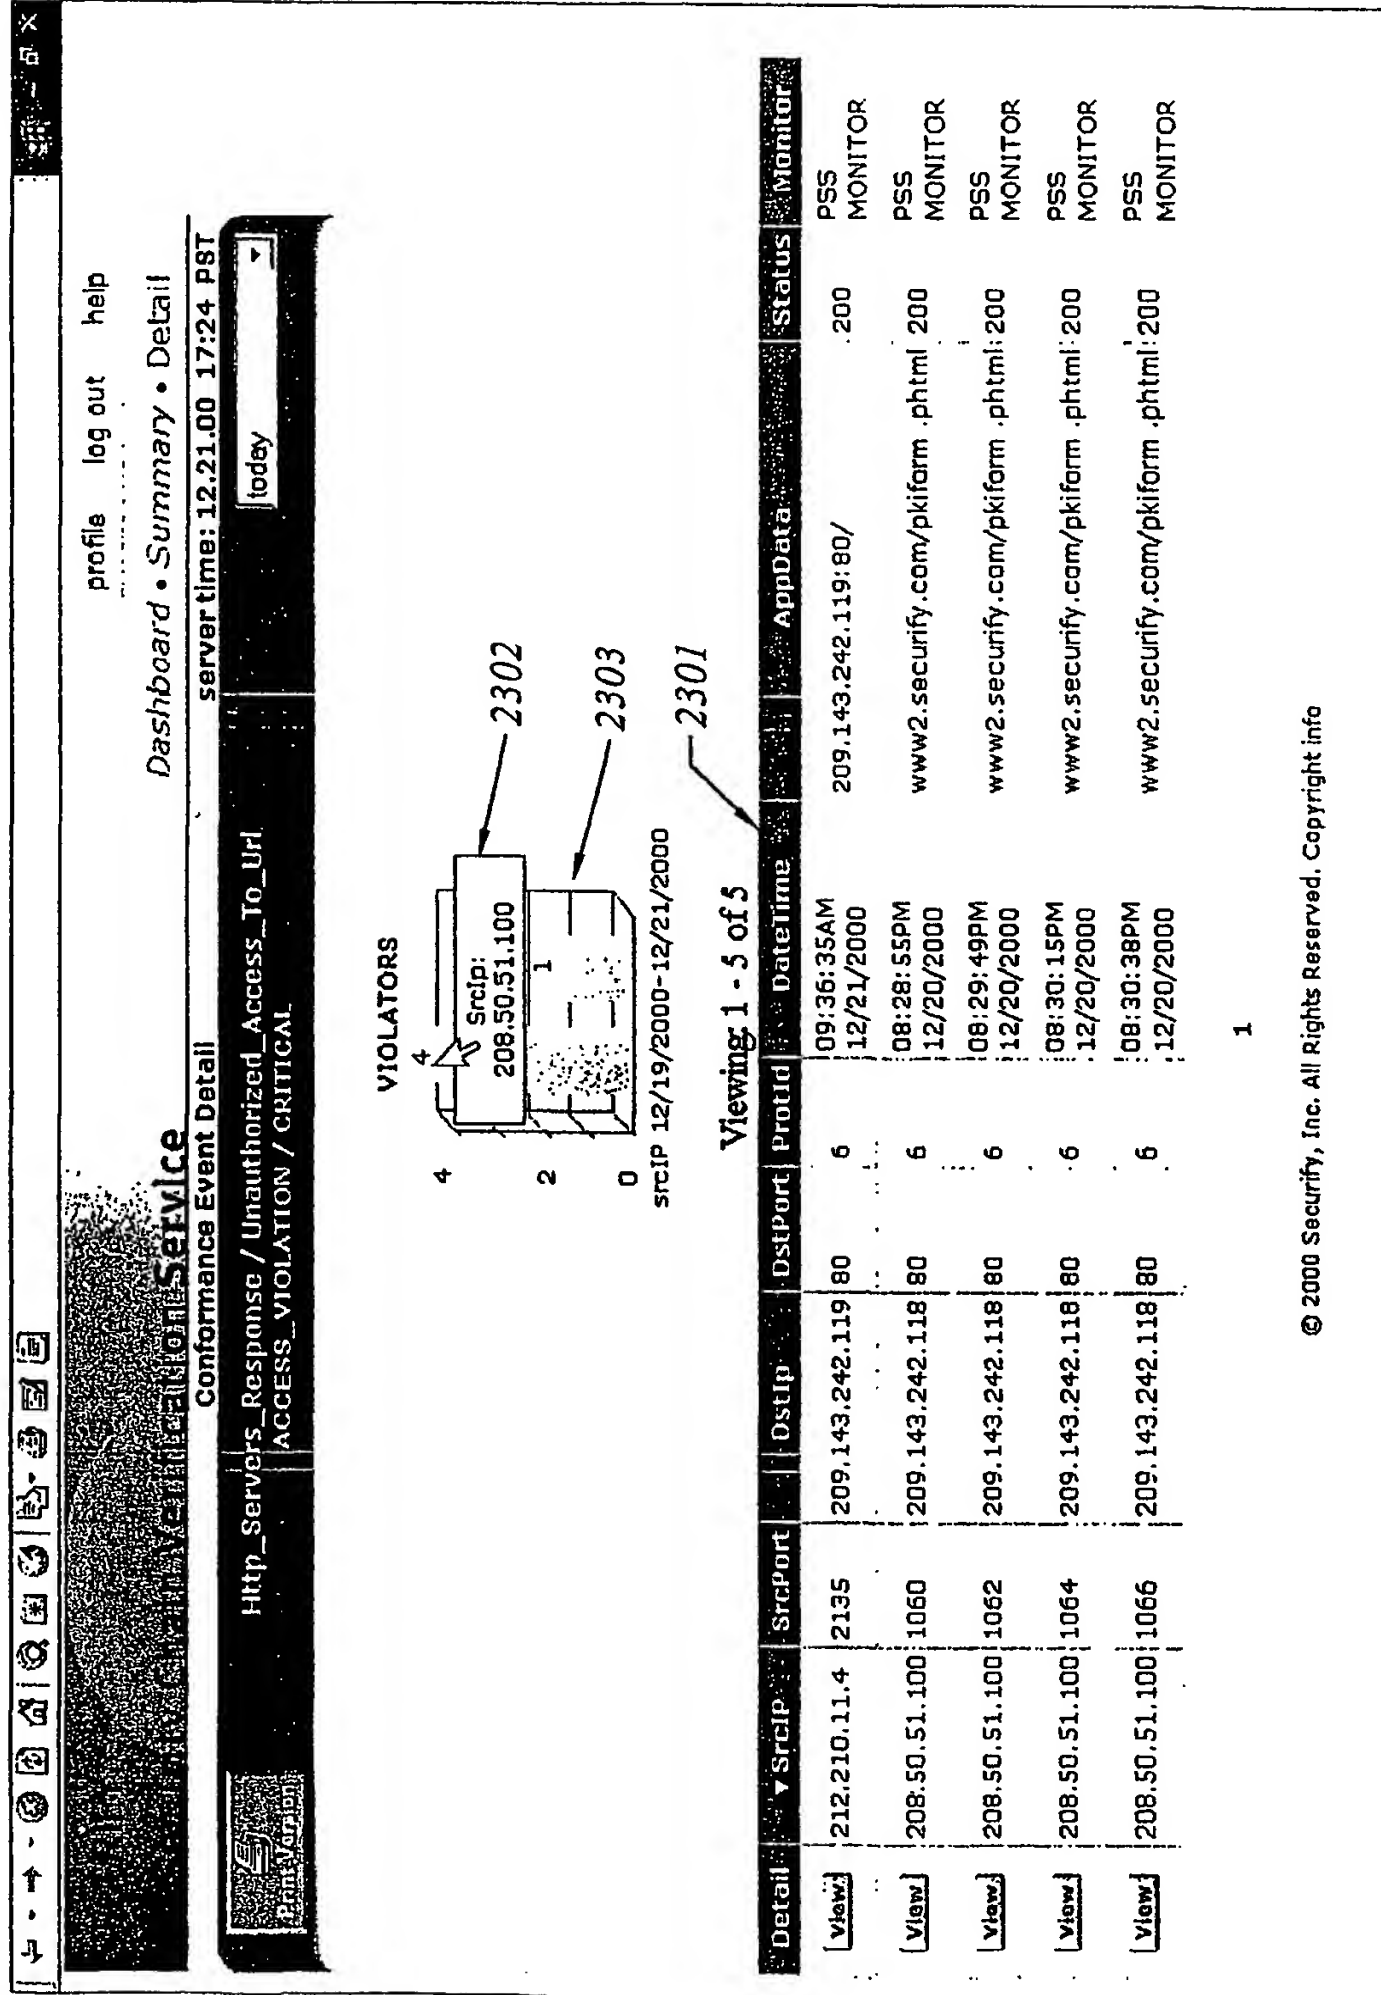 profile log out help
Dashboard • Summary • Detail
Service
Conformance Event Detail
server time: 12.21.00 17:24 PST
Print Version
Http_Servers_Response / Unauthorized_Access_To_Url
ACCESS_VIOLATION / CRITICAL
today
VIOLATORS
4
4
SrcIp:
208.50.51.100
2302
2
1
2303
0
srcIP 12/19/2000-12/21/2000
2301
Viewing 1 - 5 of 5
Detail SrcIp SrcPort DstIp DstPort ProtId DateTime AppData Status Monitor
View 212.210.11.4 2135 209.143.242.119 80 6 09:36:35AM 12/21/2000 209.143.242.119:80/ 200 PSS MONITOR
View 208.50.51.100 1060 209.143.242.118 80 6 08:28:55PM 12/20/2000 www2.securify.com/pkiform.phtml 200 PSS MONITOR
View 208.50.51.100 1062 209.143.242.118 80 6 08:29:49PM 12/20/2000 www2.securify.com/pkiform.phtml 200 PSS MONITOR
View 208.50.51.100 1064 209.143.242.118 80 6 08:30:15PM 12/20/2000 www2.securify.com/pkiform.phtml 200 PSS MONITOR
View 208.50.51.100 1066 209.143.242.118 80 6 08:30:38PM 12/20/2000 www2.securify.com/pkiform.phtml 200 PSS MONITOR
1
© 2000 Securify, Inc. All Rights Reserved. Copyright info